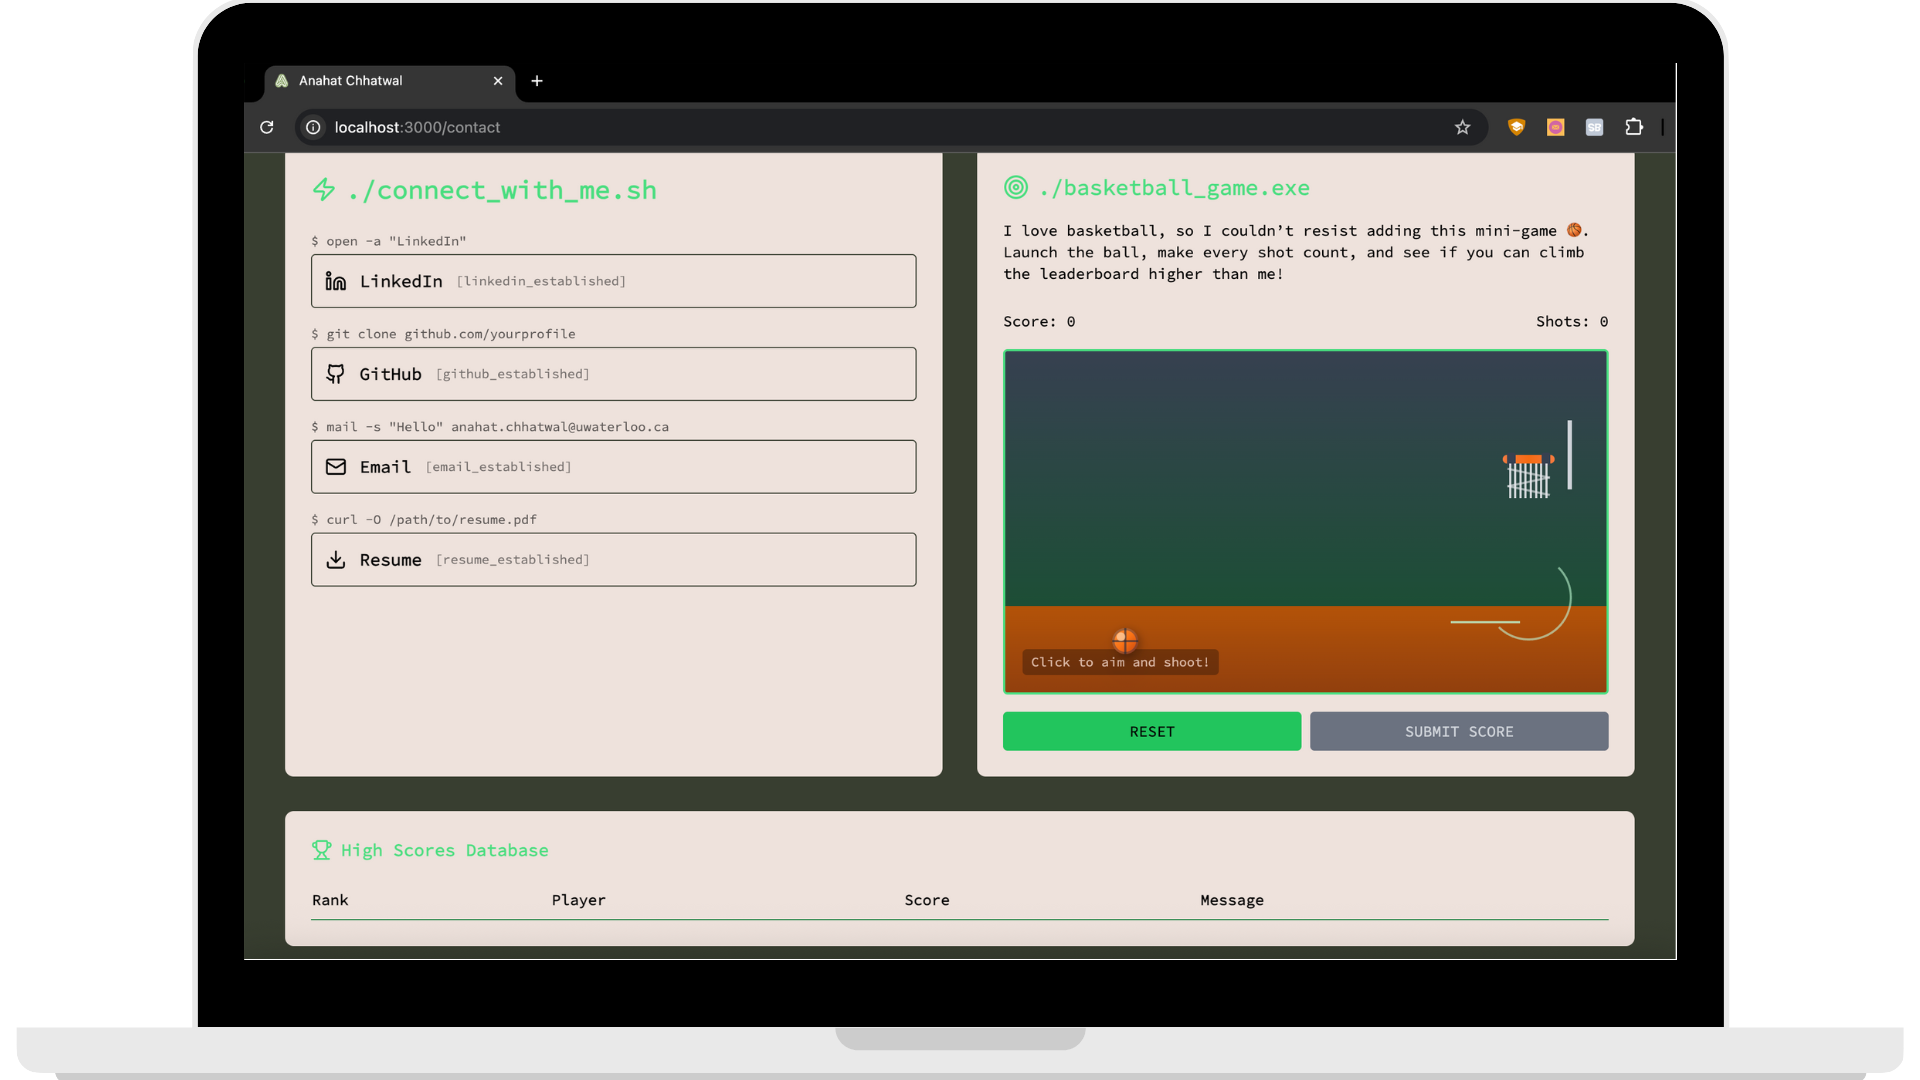 Anahat Chhatwal
localhost:3000/contact
SB
./connect_with_me.sh
$ open -a "LinkedIn"
LinkedIn [linkedin_established]
$ git clone github.com/yourprofile
GitHub [github_established]
$ mail -s "Hello" anahat.chhatwal@uwaterloo.ca
Email [email_established]
$ curl -O /path/to/resume.pdf
Resume [resume_established]
./basketball_game.exe
I love basketball, so I couldn’t resist adding this mini-game 🏀.
Launch the ball, make every shot count, and see if you can climb
the leaderboard higher than me!
Score: 0 Shots: 0
Click to aim and shoot!
RESET SUBMIT SCORE
High Scores Database
Rank Player Score Message